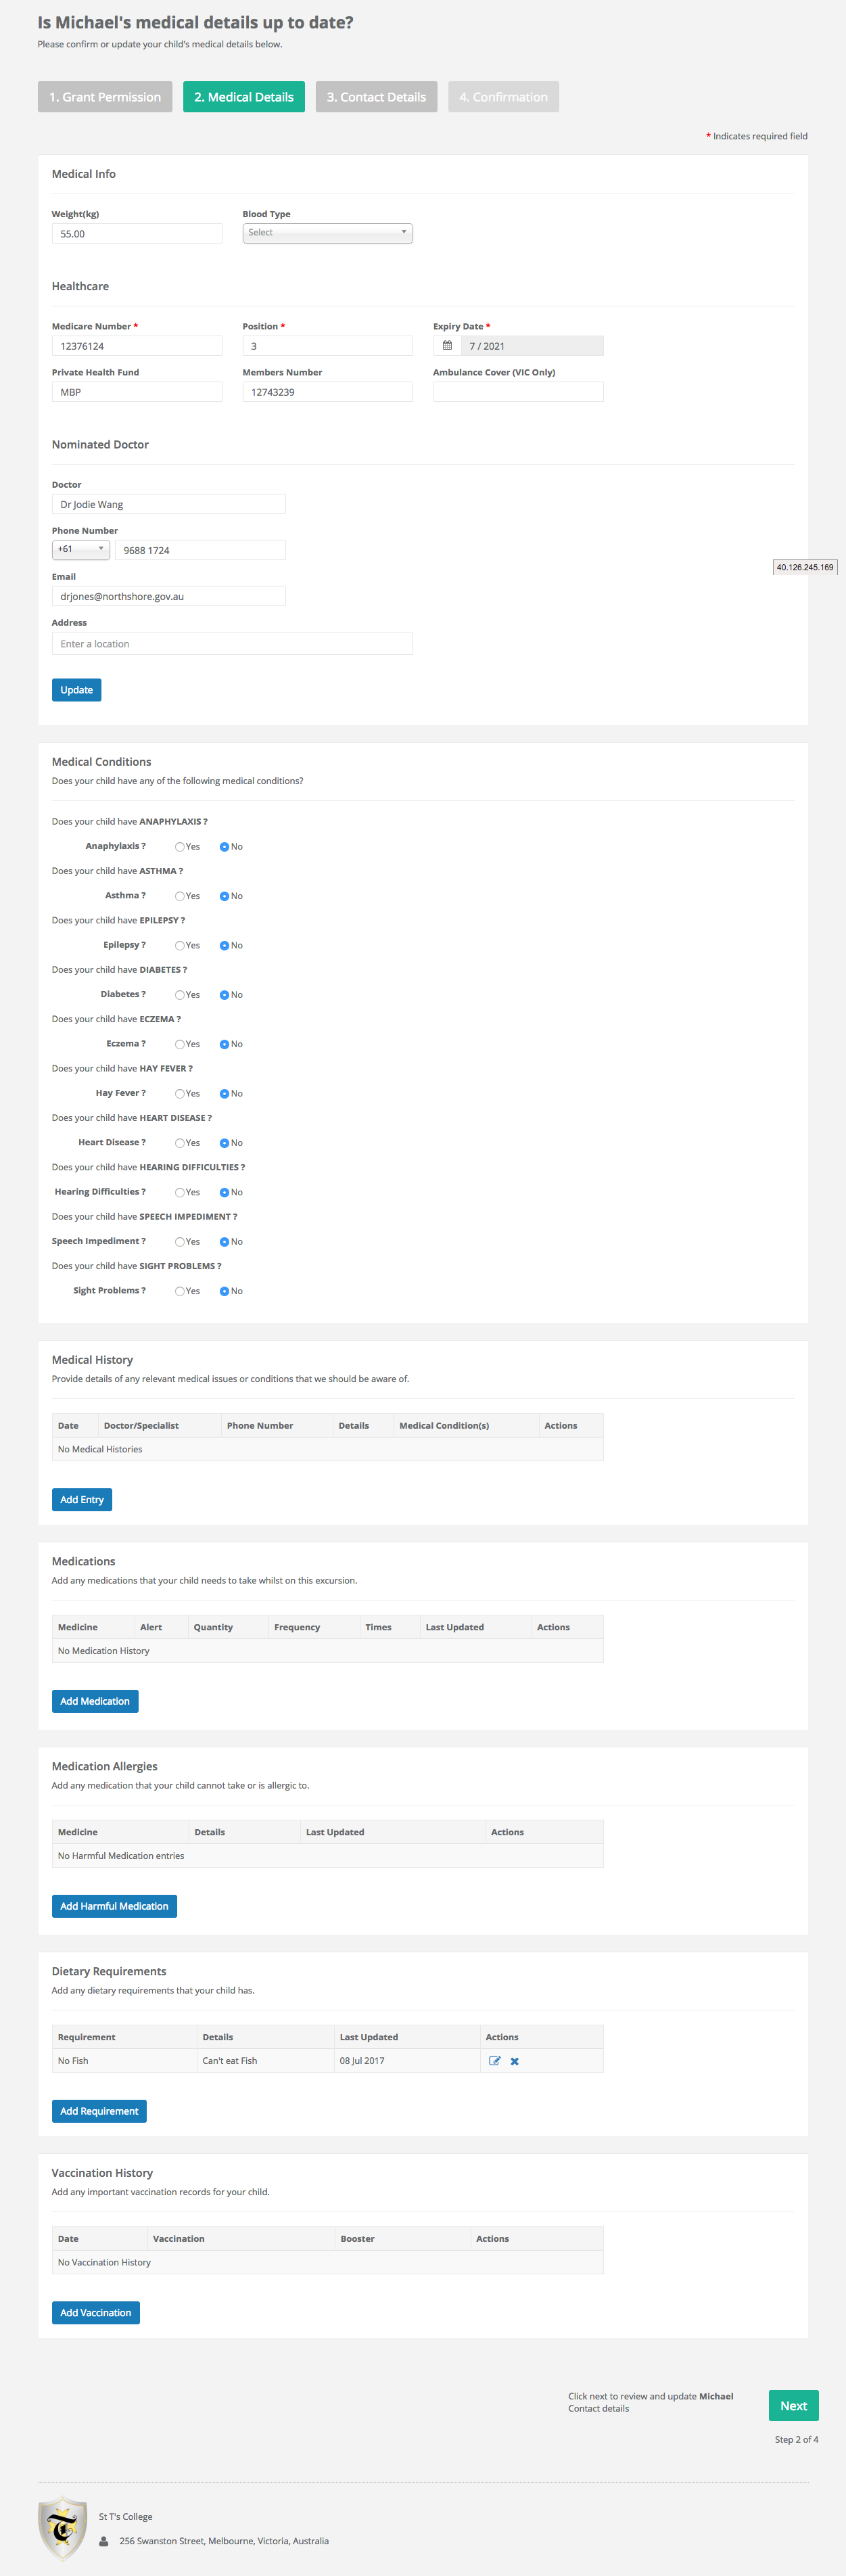 Is Michael's medical details up to date?
Please confirm or update your child's medical details below.
1. Grant Permission 2. Medical Details 3. Contact Details 4. Confirmation
* Indicates required field
Medical Info
Weight(kg) Blood Type
55.00 Select
Healthcare
Medicare Number * Position * Expiry Date *
12376124 3 7 / 2021
Private Health Fund Members Number Ambulance Cover (VIC Only)
MBP 12743239
Nominated Doctor
Doctor
Dr Jodie Wang
Phone Number
+61 9688 1724
40.126.245.169
Email
drjones@northshore.gov.au
Address
Enter a location
Update
Medical Conditions
Does your child have any of the following medical conditions?
Does your child have ANAPHYLAXIS ?
Anaphylaxis ? Yes No
Does your child have ASTHMA ?
Asthma ? Yes No
Does your child have EPILEPSY ?
Epilepsy ? Yes No
Does your child have DIABETES ?
Diabetes ? Yes No
Does your child have ECZEMA ?
Eczema ? Yes No
Does your child have HAY FEVER ?
Hay Fever ? Yes No
Does your child have HEART DISEASE ?
Heart Disease ? Yes No
Does your child have HEARING DIFFICULTIES ?
Hearing Difficulties ? Yes No
Does your child have SPEECH IMPEDIMENT ?
Speech Impediment ? Yes No
Does your child have SIGHT PROBLEMS ?
Sight Problems ? Yes No
Medical History
Provide details of any relevant medical issues or conditions that we should be aware of.
Date Doctor/Specialist Phone Number Details Medical Condition(s) Actions
No Medical Histories
Add Entry
Medications
Add any medications that your child needs to take whilst on this excursion.
Medicine Alert Quantity Frequency Times Last Updated Actions
No Medication History
Add Medication
Medication Allergies
Add any medication that your child cannot take or is allergic to.
Medicine Details Last Updated Actions
No Harmful Medication entries
Add Harmful Medication
Dietary Requirements
Add any dietary requirements that your child has.
Requirement Details Last Updated Actions
No Fish Can't eat Fish 08 Jul 2017
Add Requirement
Vaccination History
Add any important vaccination records for your child.
Date Vaccination Booster Actions
No Vaccination History
Add Vaccination
Click next to review and update Michael
Contact details
Next
Step 2 of 4
T
St T's College
256 Swanston Street, Melbourne, Victoria, Australia